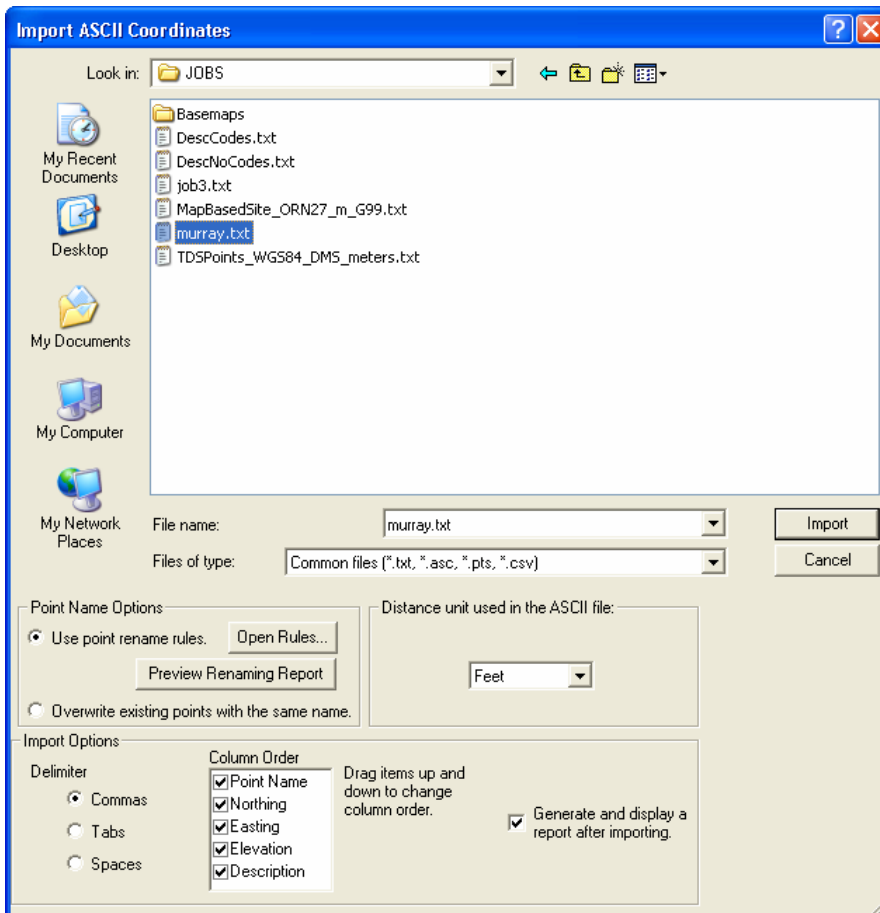 Import ASCII Coordinates
Look in:
JOBS
My Recent
Documents
Desktop
My Documents
My Computer
My Network
Places
Basemaps
DescCodes.txt
DescNoCodes.txt
job3.txt
MapBasedSite_ORN27_m_G99.txt
murray.txt
TDSPoints_WGS84_DMS_meters.txt
File name:
murray.txt
Import
Files of type:
Common files (*.txt, *.asc, *.pts, *.csv)
Cancel
Point Name Options
Use point rename rules.
Open Rules...
Preview Renaming Report
Overwrite existing points with the same name.
Distance unit used in the ASCII file:
Feet
Import Options
Delimiter
Commas
Tabs
Spaces
Column Order
Point Name
Northing
Easting
Elevation
Description
Drag items up and
down to change
column order.
Generate and display a
report after importing.